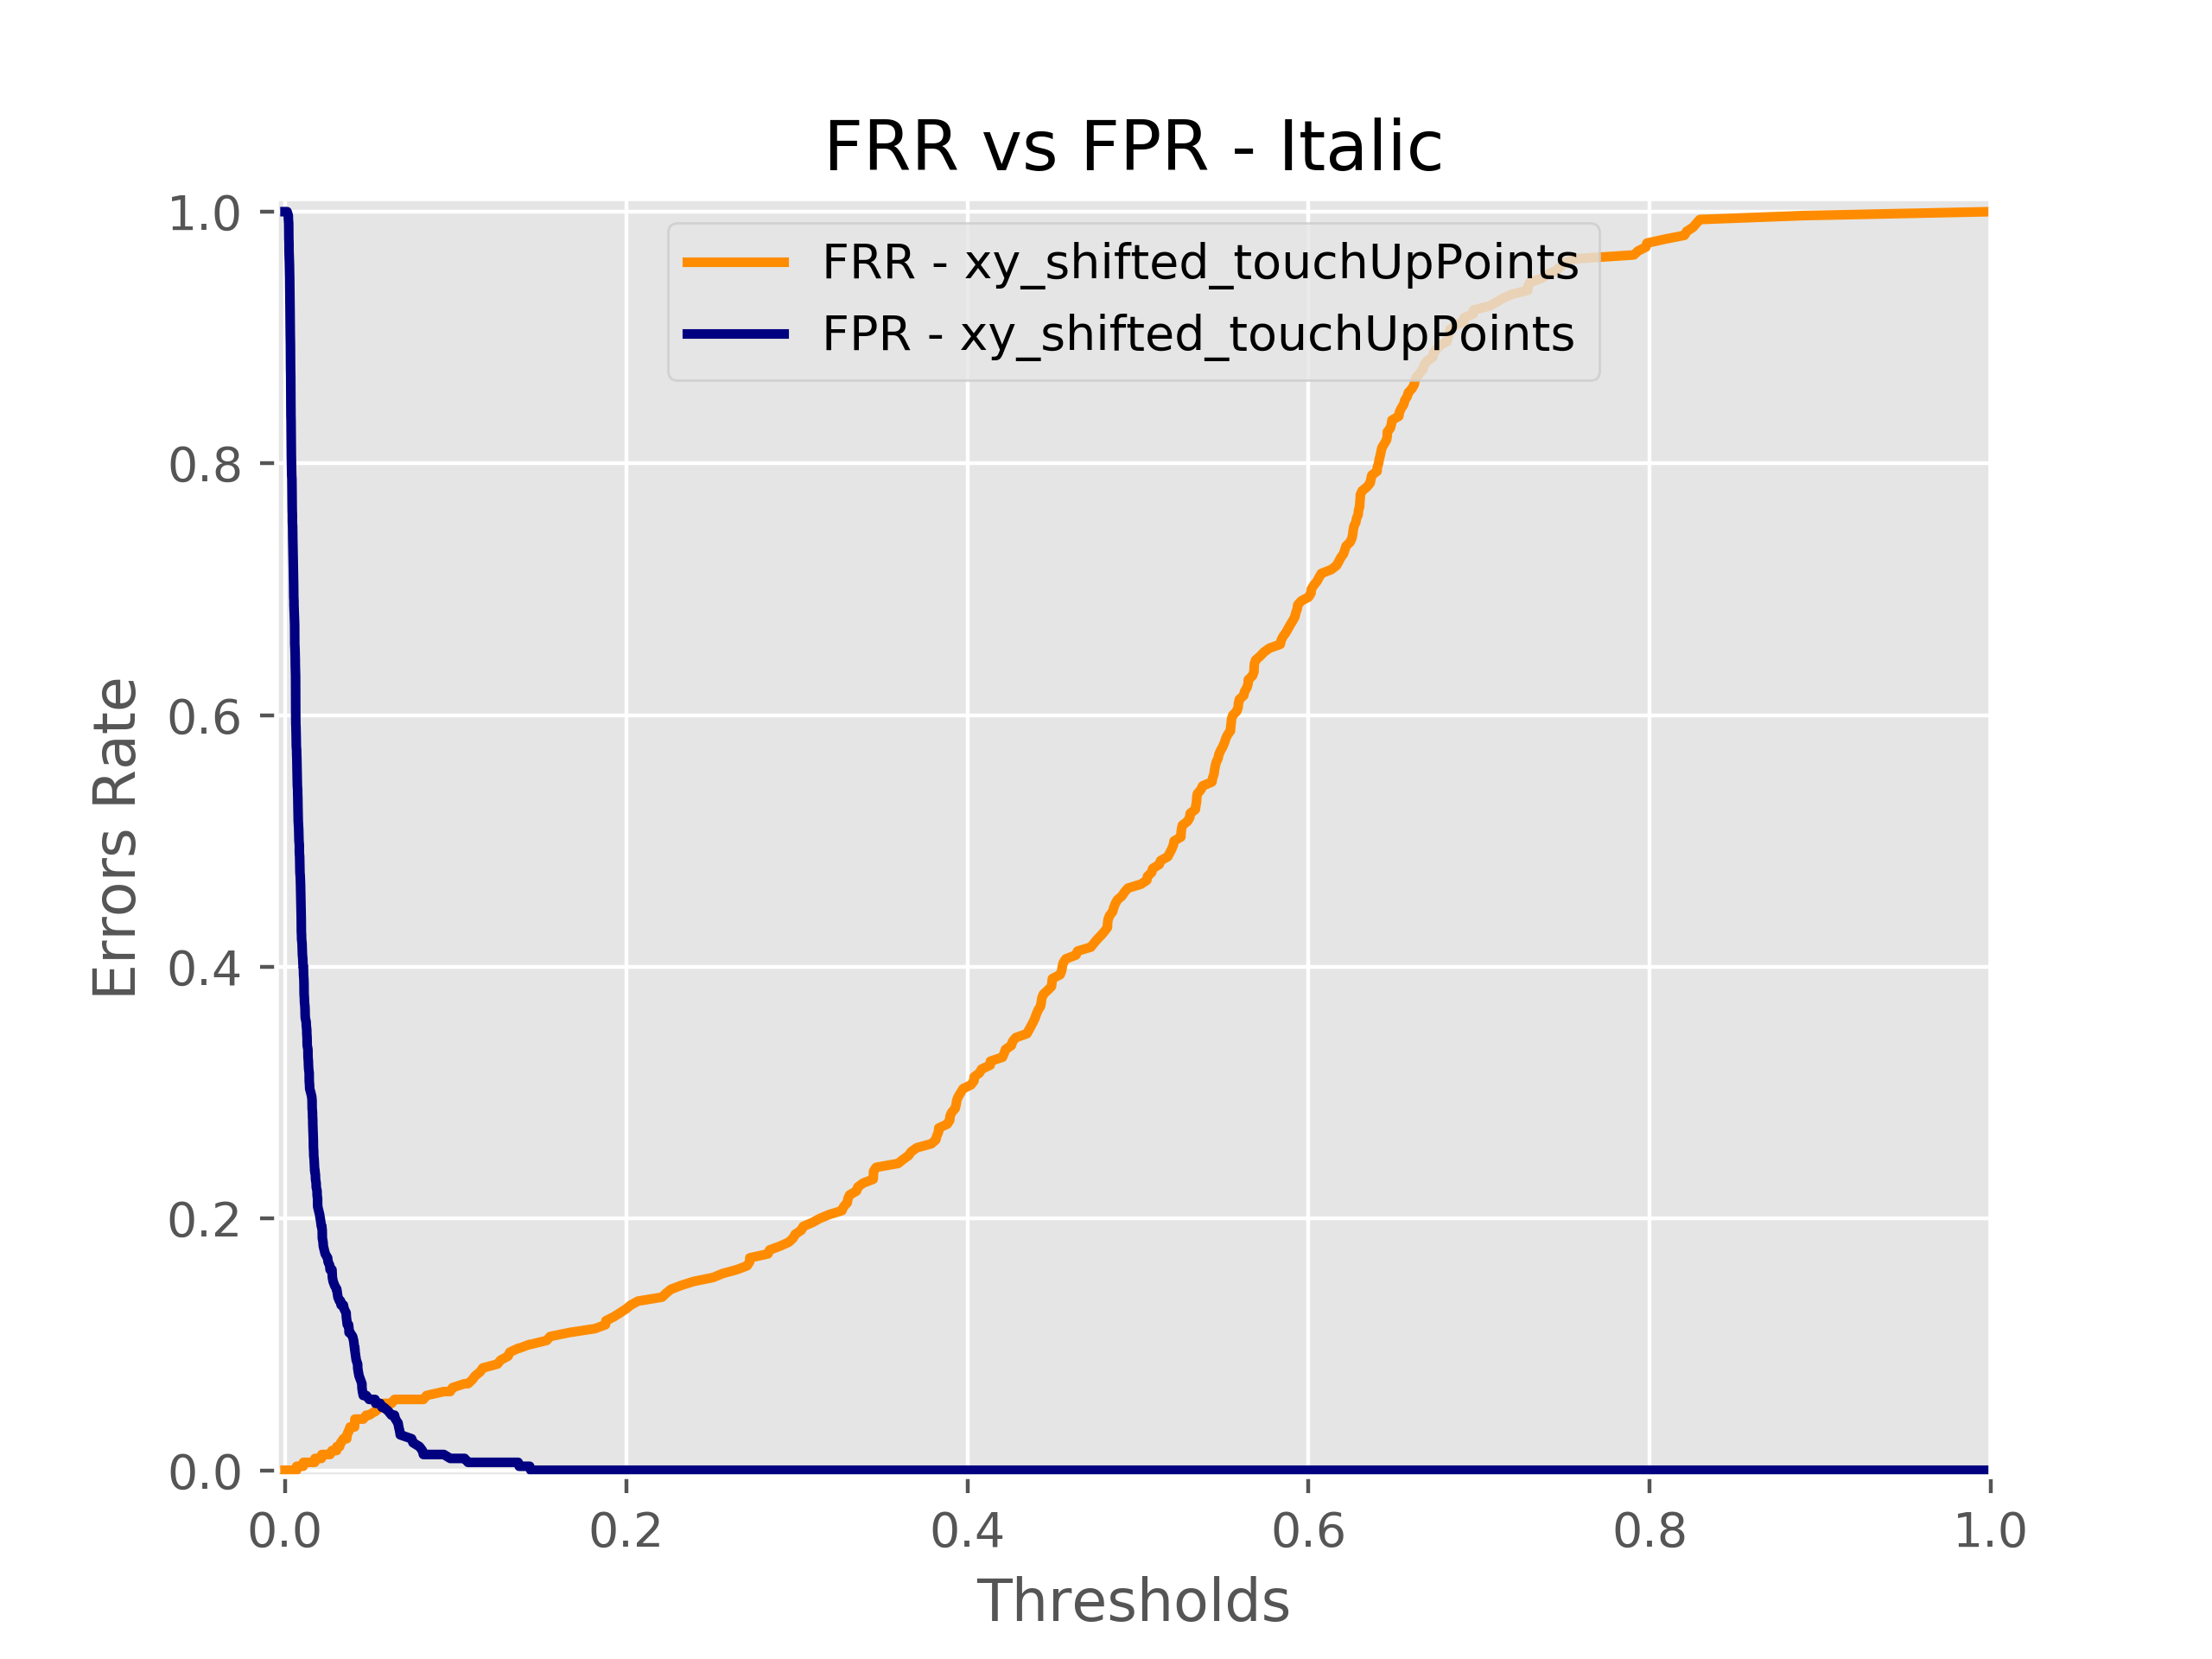 FRR vs FPR - Italic
FRR - xy_shifted_touchUpPoints
FPR - xy_shifted_touchUpPoints
Errors Rate
1.0
0.8
0.6
0.4
0.2
0.0
0.0 0.2 0.4 0.6 0.8 1.0
Thresholds